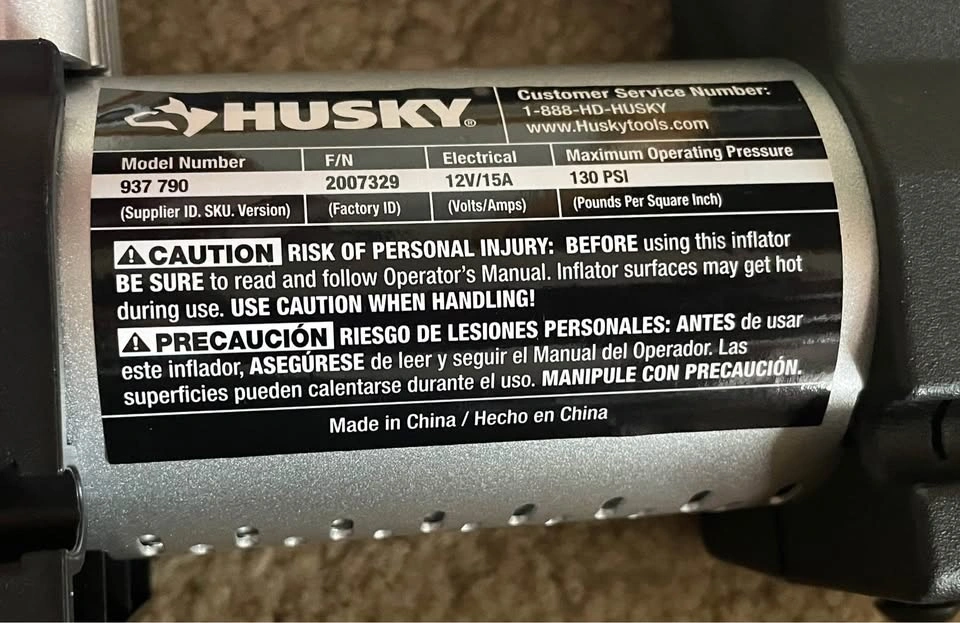 HUSKY®
Customer Service Number:
1-888-HD-HUSKY
www.Huskytools.com
Model Number F/N Electrical Maximum Operating Pressure
937 790 2007329 12V/15A 130 PSI
(Supplier ID. SKU. Version) (Factory ID) (Volts/Amps) (Pounds Per Square Inch)
⚠CAUTION RISK OF PERSONAL INJURY: BEFORE using this inflator
BE SURE to read and follow Operator's Manual. Inflator surfaces may get hot
during use. USE CAUTION WHEN HANDLING!
⚠PRECAUCIÓN RIESGO DE LESIONES PERSONALES: ANTES de usar
este inflador, ASEGÚRESE de leer y seguir el Manual del Operador. Las
superficies pueden calentarse durante el uso. MANIPULE CON PRECAUCIÓN.
Made in China / Hecho en China